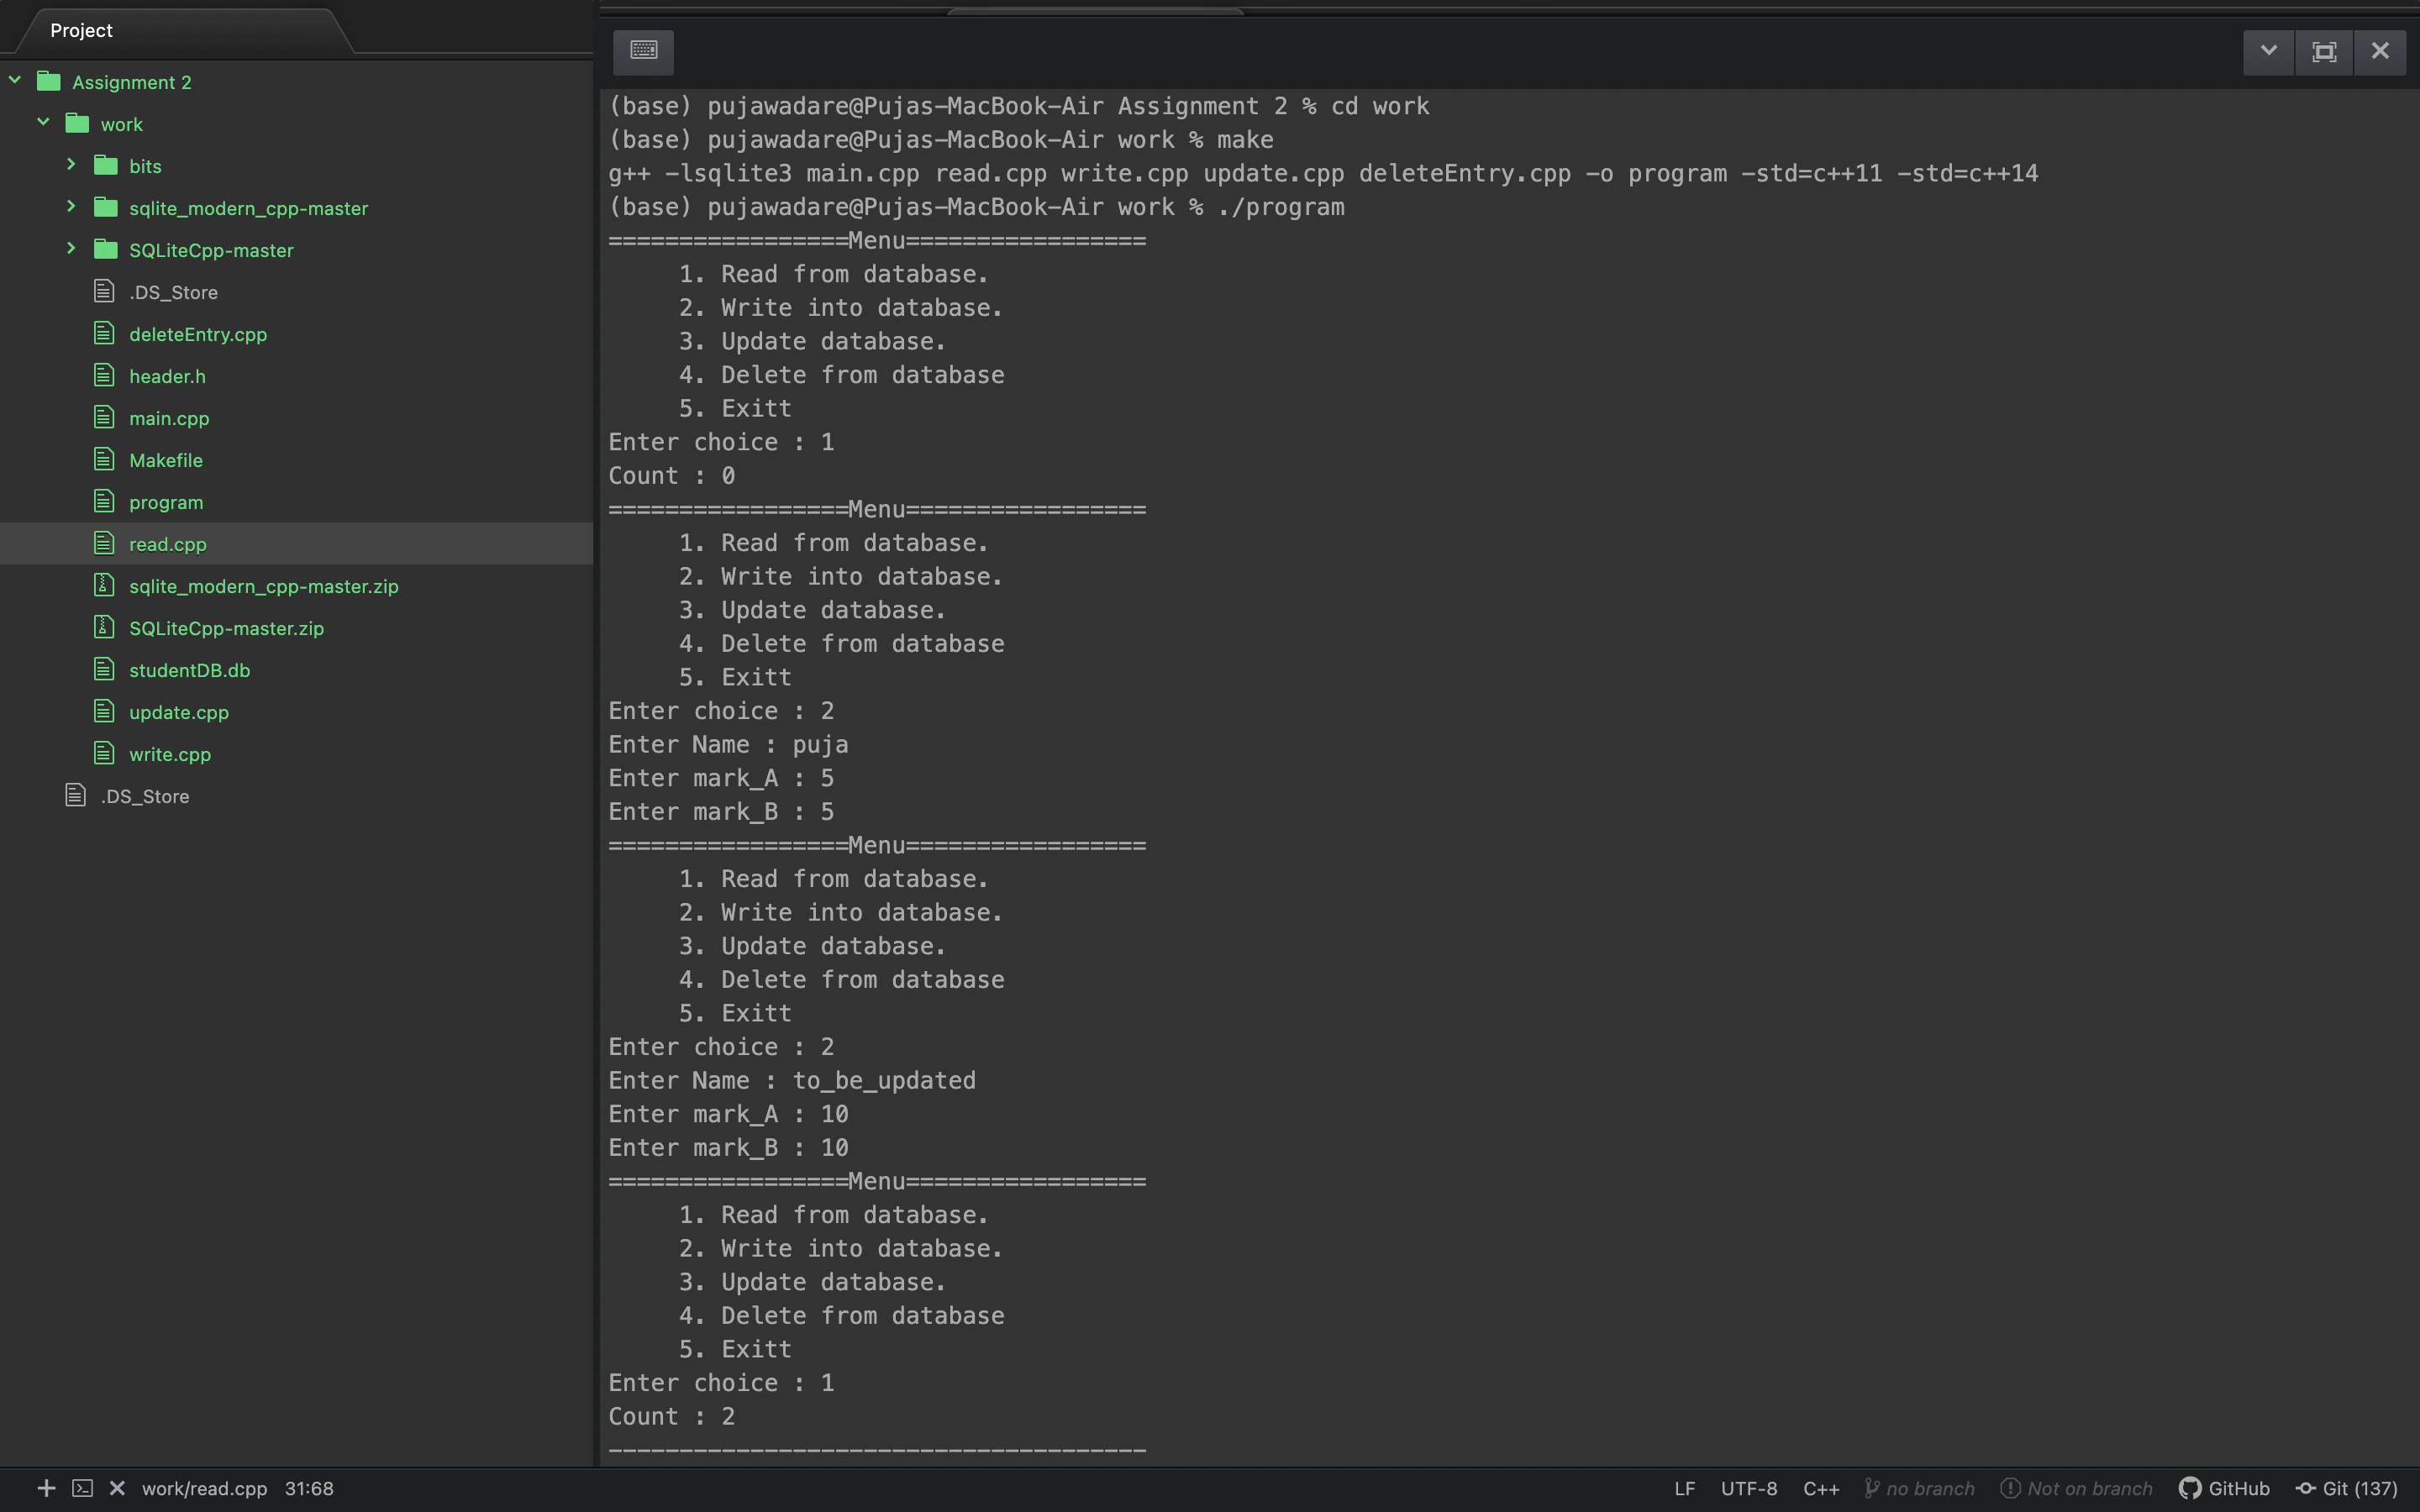 Project
Assignment 2
work
bits
sqlite_modern_cpp-master
SQLiteCpp-master
.DS_Store
deleteEntry.cpp
header.h
main.cpp
Makefile
program
read.cpp
sqlite_modern_cpp-master.zip
SQLiteCpp-master.zip
studentDB.db
update.cpp
write.cpp
.DS_Store
(base) pujawadare@Pujas-MacBook-Air Assignment 2 % cd work
(base) pujawadare@Pujas-MacBook-Air work % make
g++ -lsqlite3 main.cpp read.cpp write.cpp update.cpp deleteEntry.cpp -o program -std=c++11 -std=c++14
(base) pujawadare@Pujas-MacBook-Air work % ./program
=================Menu=================
1. Read from database.
2. Write into database.
3. Update database.
4. Delete from database
5. Exitt
Enter choice : 1
Count : 0
=================Menu=================
1. Read from database.
2. Write into database.
3. Update database.
4. Delete from database
5. Exitt
Enter choice : 2
Enter Name : puja
Enter mark_A : 5
Enter mark_B : 5
=================Menu=================
1. Read from database.
2. Write into database.
3. Update database.
4. Delete from database
5. Exitt
Enter choice : 2
Enter Name : to_be_updated
Enter mark_A : 10
Enter mark_B : 10
=================Menu=================
1. Read from database.
2. Write into database.
3. Update database.
4. Delete from database
5. Exitt
Enter choice : 1
Count : 2
--------------------------------------
work/read.cpp 31:68
LF UTF-8 C++ no branch Not on branch GitHub Git (137)